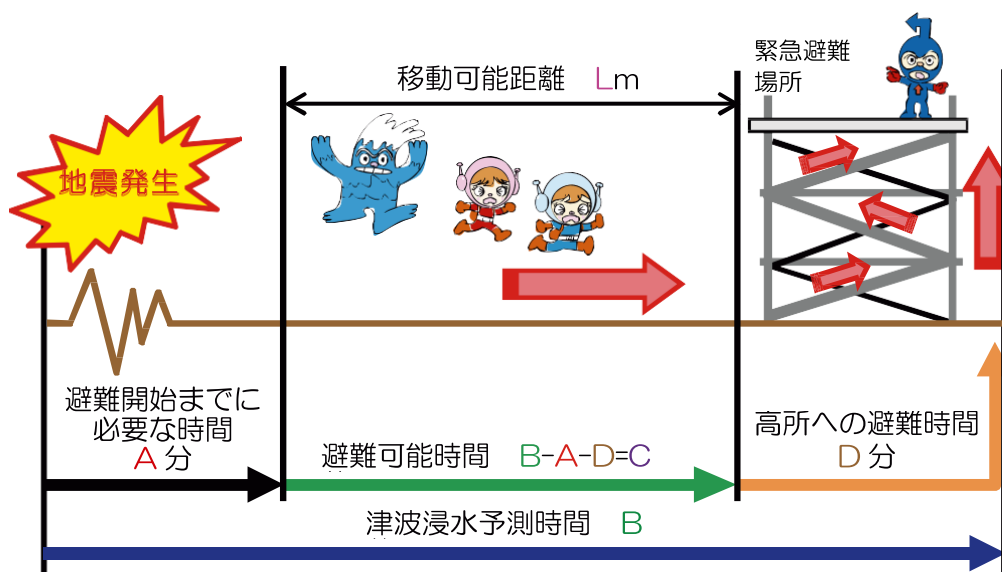 緊急避難
場所
移動可能距離 Lm
地震発生
避難開始までに
必要な時間
A分
避難可能時間 B-A-D=C
高所への避難時間
D分
津波浸水予測時間 B